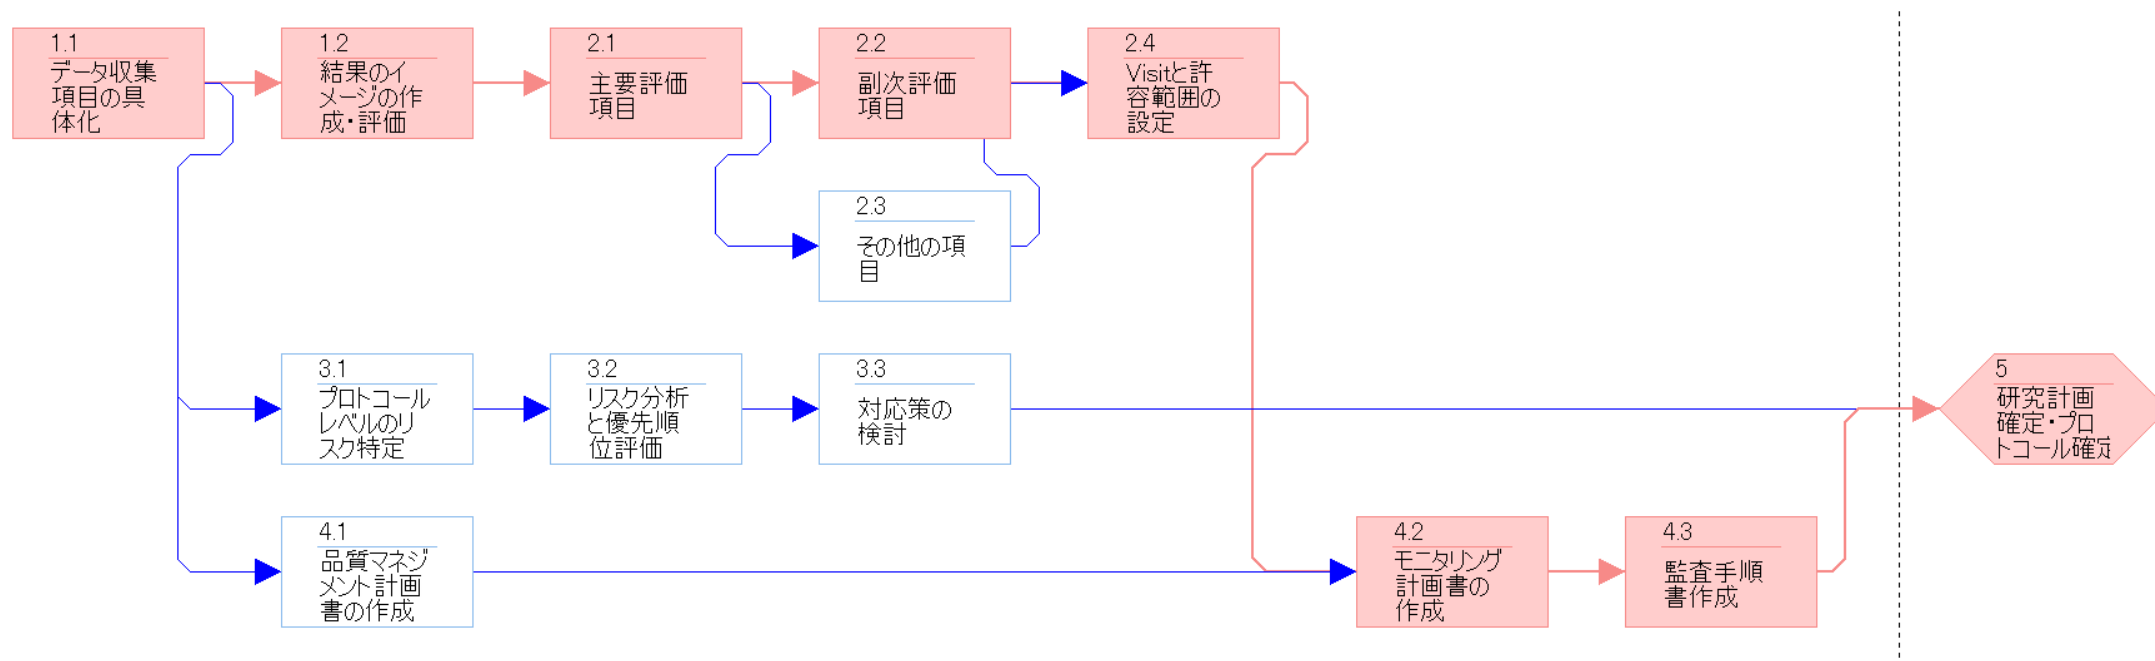 1.1
データ収集
項目の具
体化
1.2
結果のイ
メージの作
成・評価
2.1
主要評価
項目
2.2
副次評価
項目
2.4
Visitと許
容範囲の
設定
2.3
その他の項
目
3.1
プロトコール
レベルのリ
スク特定
3.2
リスク分析
と優先順
位評価
3.3
対応策の
検討
5
研究計画
確定・プロ
トコール確定
4.1
品質マネジ
メント計画
書の作成
4.2
モニタリング
計画書の
作成
4.3
監査手順
書作成